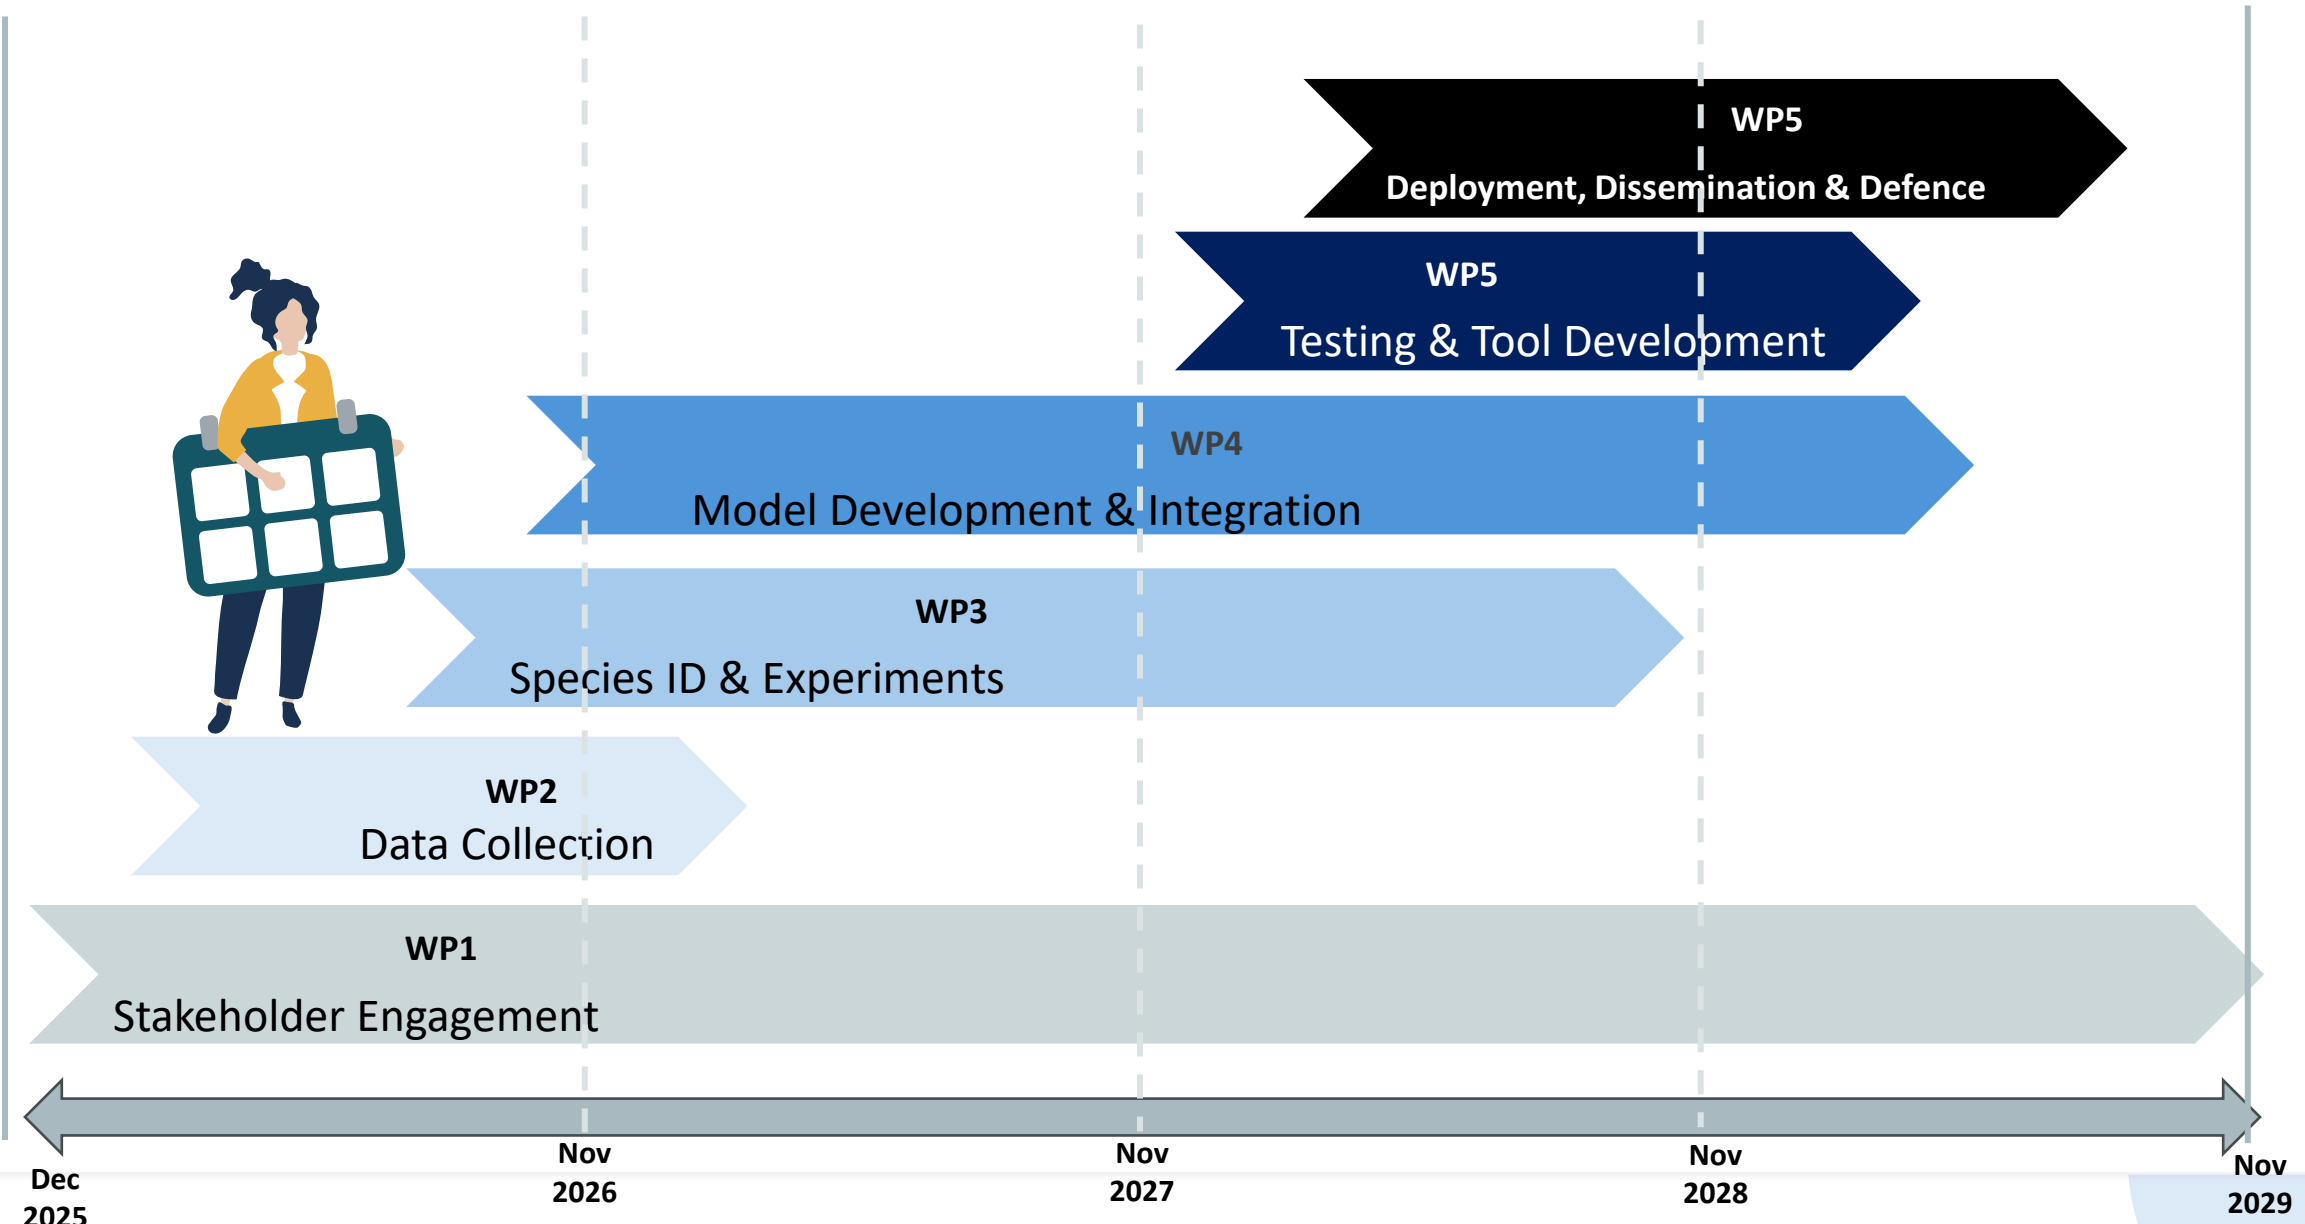 WP5
Deployment, Dissemination & Defence
WP5
Testing & Tool Development
WP4
Model Development & Integration
WP3
Species ID & Experiments
WP2
Data Collection
WP1
Stakeholder Engagement
Dec
2025
Nov
2026
Nov
2027
Nov
2028
Nov
2029